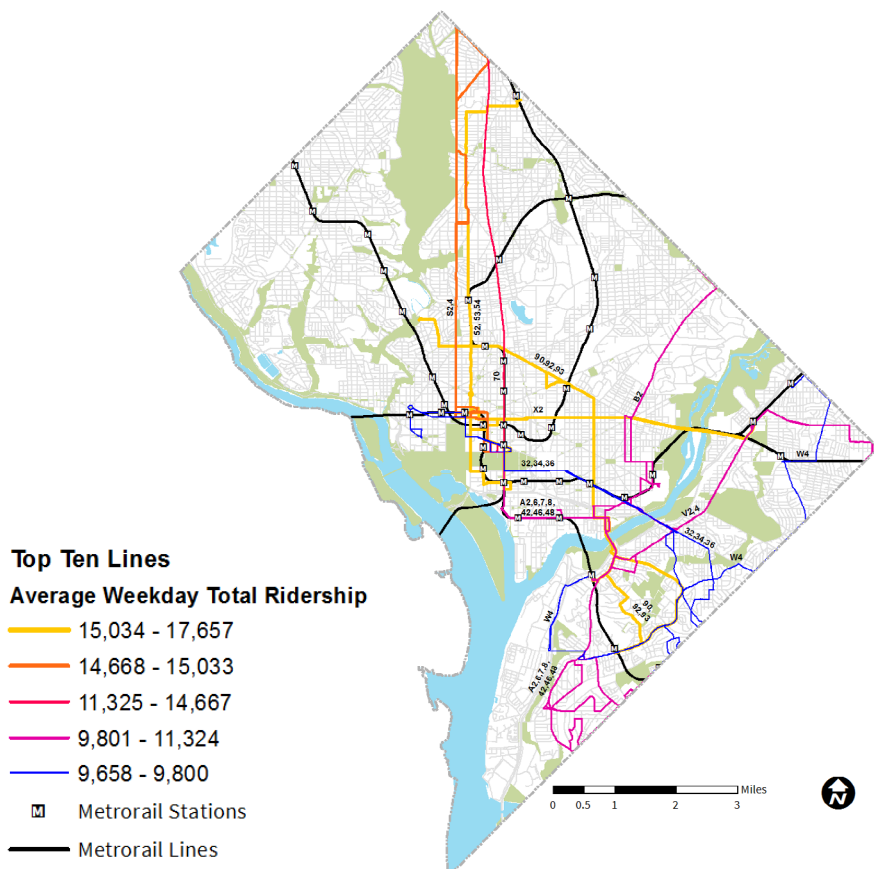 S2,4
52, 53,54
70
90,92,93
X2
B2
W4
32,34,36
A2,6,7,8,
42,46,48
V2,4
32,34,36
W4
90,
92,93
W4
A2,6,7,8,
42,46,48
Top Ten Lines
Average Weekday Total Ridership
15,034 - 17,657
14,668 - 15,033
11,325 - 14,667
9,801 - 11,324
9,658 - 9,800
M Metrorail Stations
Metrorail Lines
Miles
0 0.5 1 2 3
N